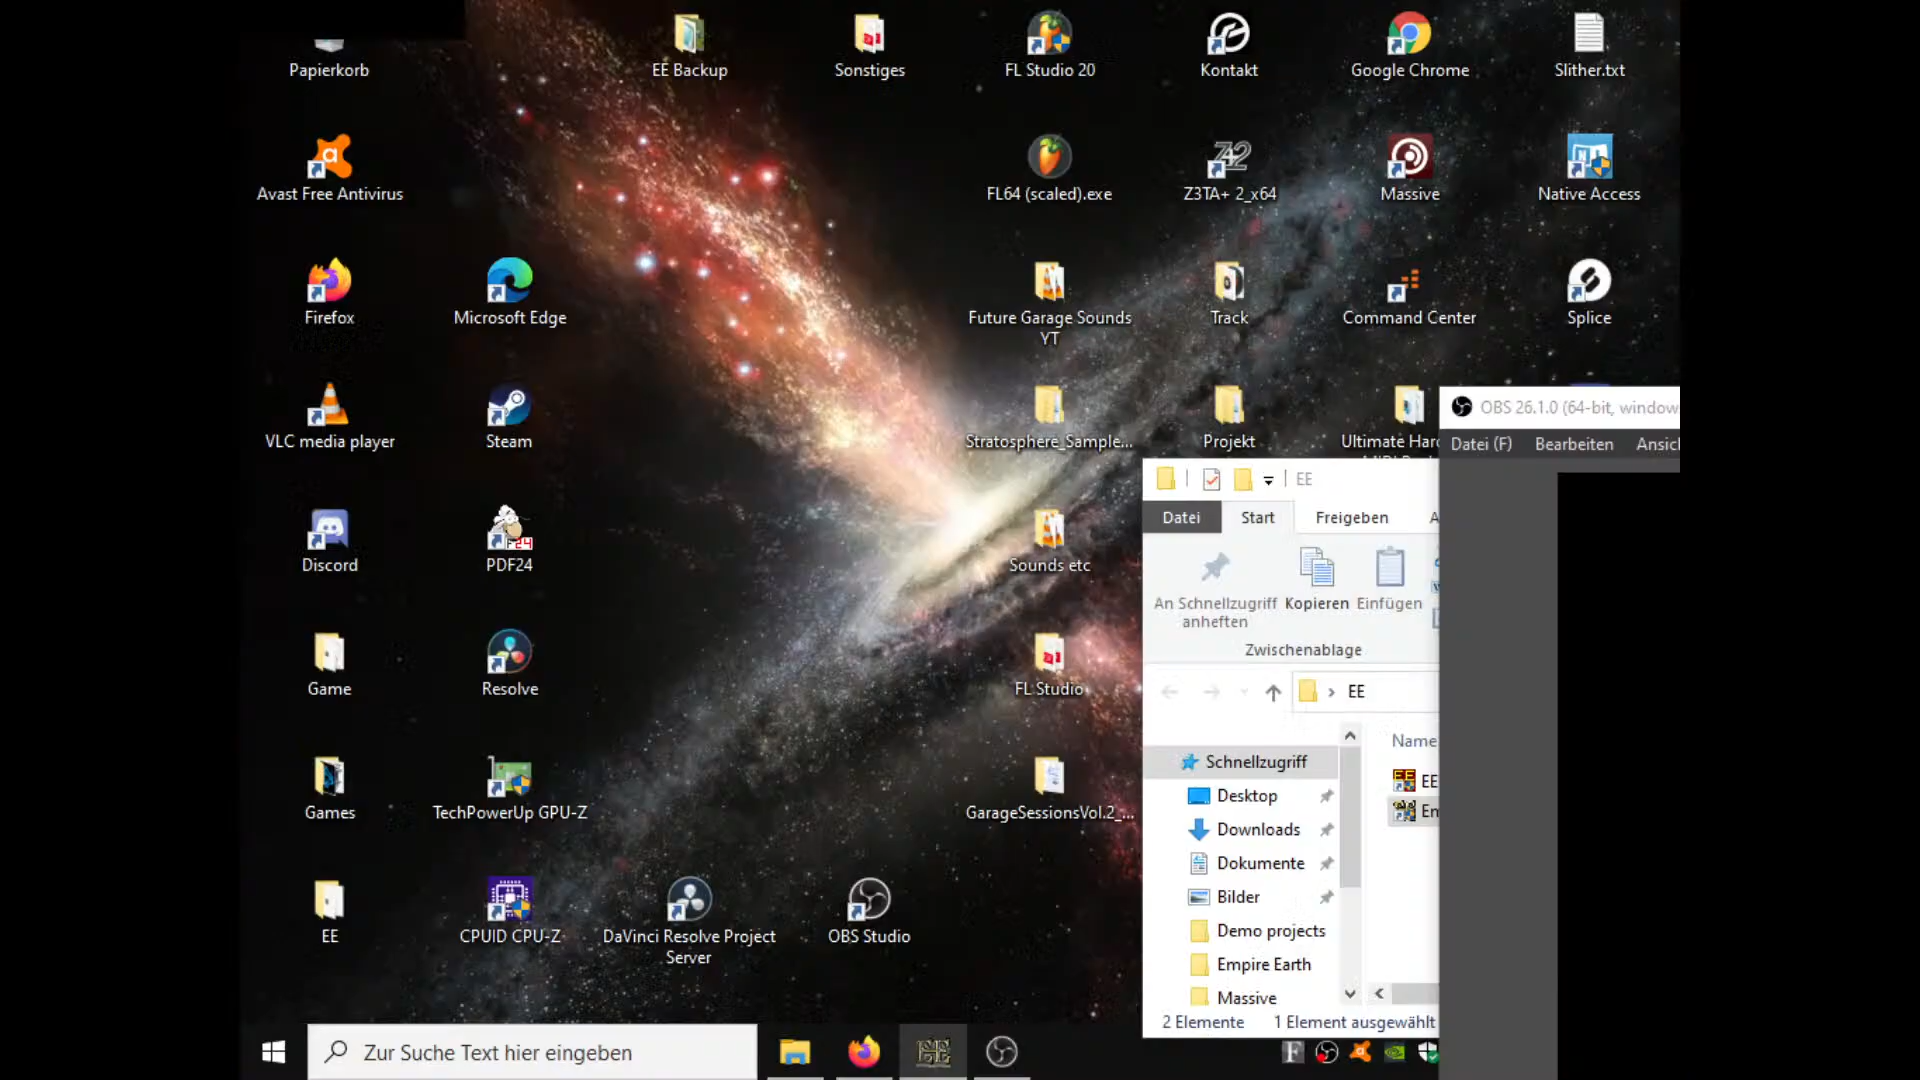 Papierkorb
EE Backup
Sonstiges
FL Studio 20
Kontakt
Google Chrome
Slither.txt
Avast Free Antivirus
FL64 (scaled).exe
Z3TA+ 2_x64
Massive
Native Access
Firefox
Microsoft Edge
Future Garage Sounds
YT
Track
Command Center
Splice
VLC media player
Steam
Stratosphere_Sample...
Projekt
Ultimate Hard
OBS 26.1.0 (64-bit, window
Datei (F) Bearbeiten Ansich
EE
Datei Start Freigeben A
Discord
PDF24
Sounds etc
An Schnellzugriff
anheften
Kopieren
Einfügen
Zwischenablage
Game
Resolve
FL Studio
EE
Name
Schnellzugriff
Desktop
Downloads
Dokumente
Bilder
Demo projects
Empire Earth
Massive
EE
Em
Games
TechPowerUp GPU-Z
GarageSessionsVol.2_...
EE
CPUID CPU-Z
DaVinci Resolve Project
Server
OBS Studio
2 Elemente 1 Element ausgewählt
Zur Suche Text hier eingeben